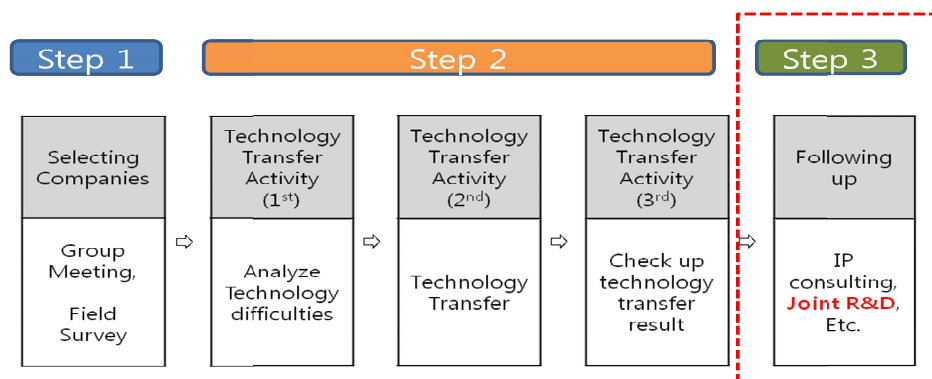 Step 1
Step 2
Step 3
Selecting
Companies
Technology
Transfer
Activity
(1st)
Technology
Transfer
Activity
(2nd)
Technology
Transfer
Activity
(3rd)
Following
up
Group
Meeting,
Field
Survey
Analyze
Technology
difficulties
Technology
Transfer
Check up
technology
transfer
result
IP
consulting,
Joint R&D,
Etc.